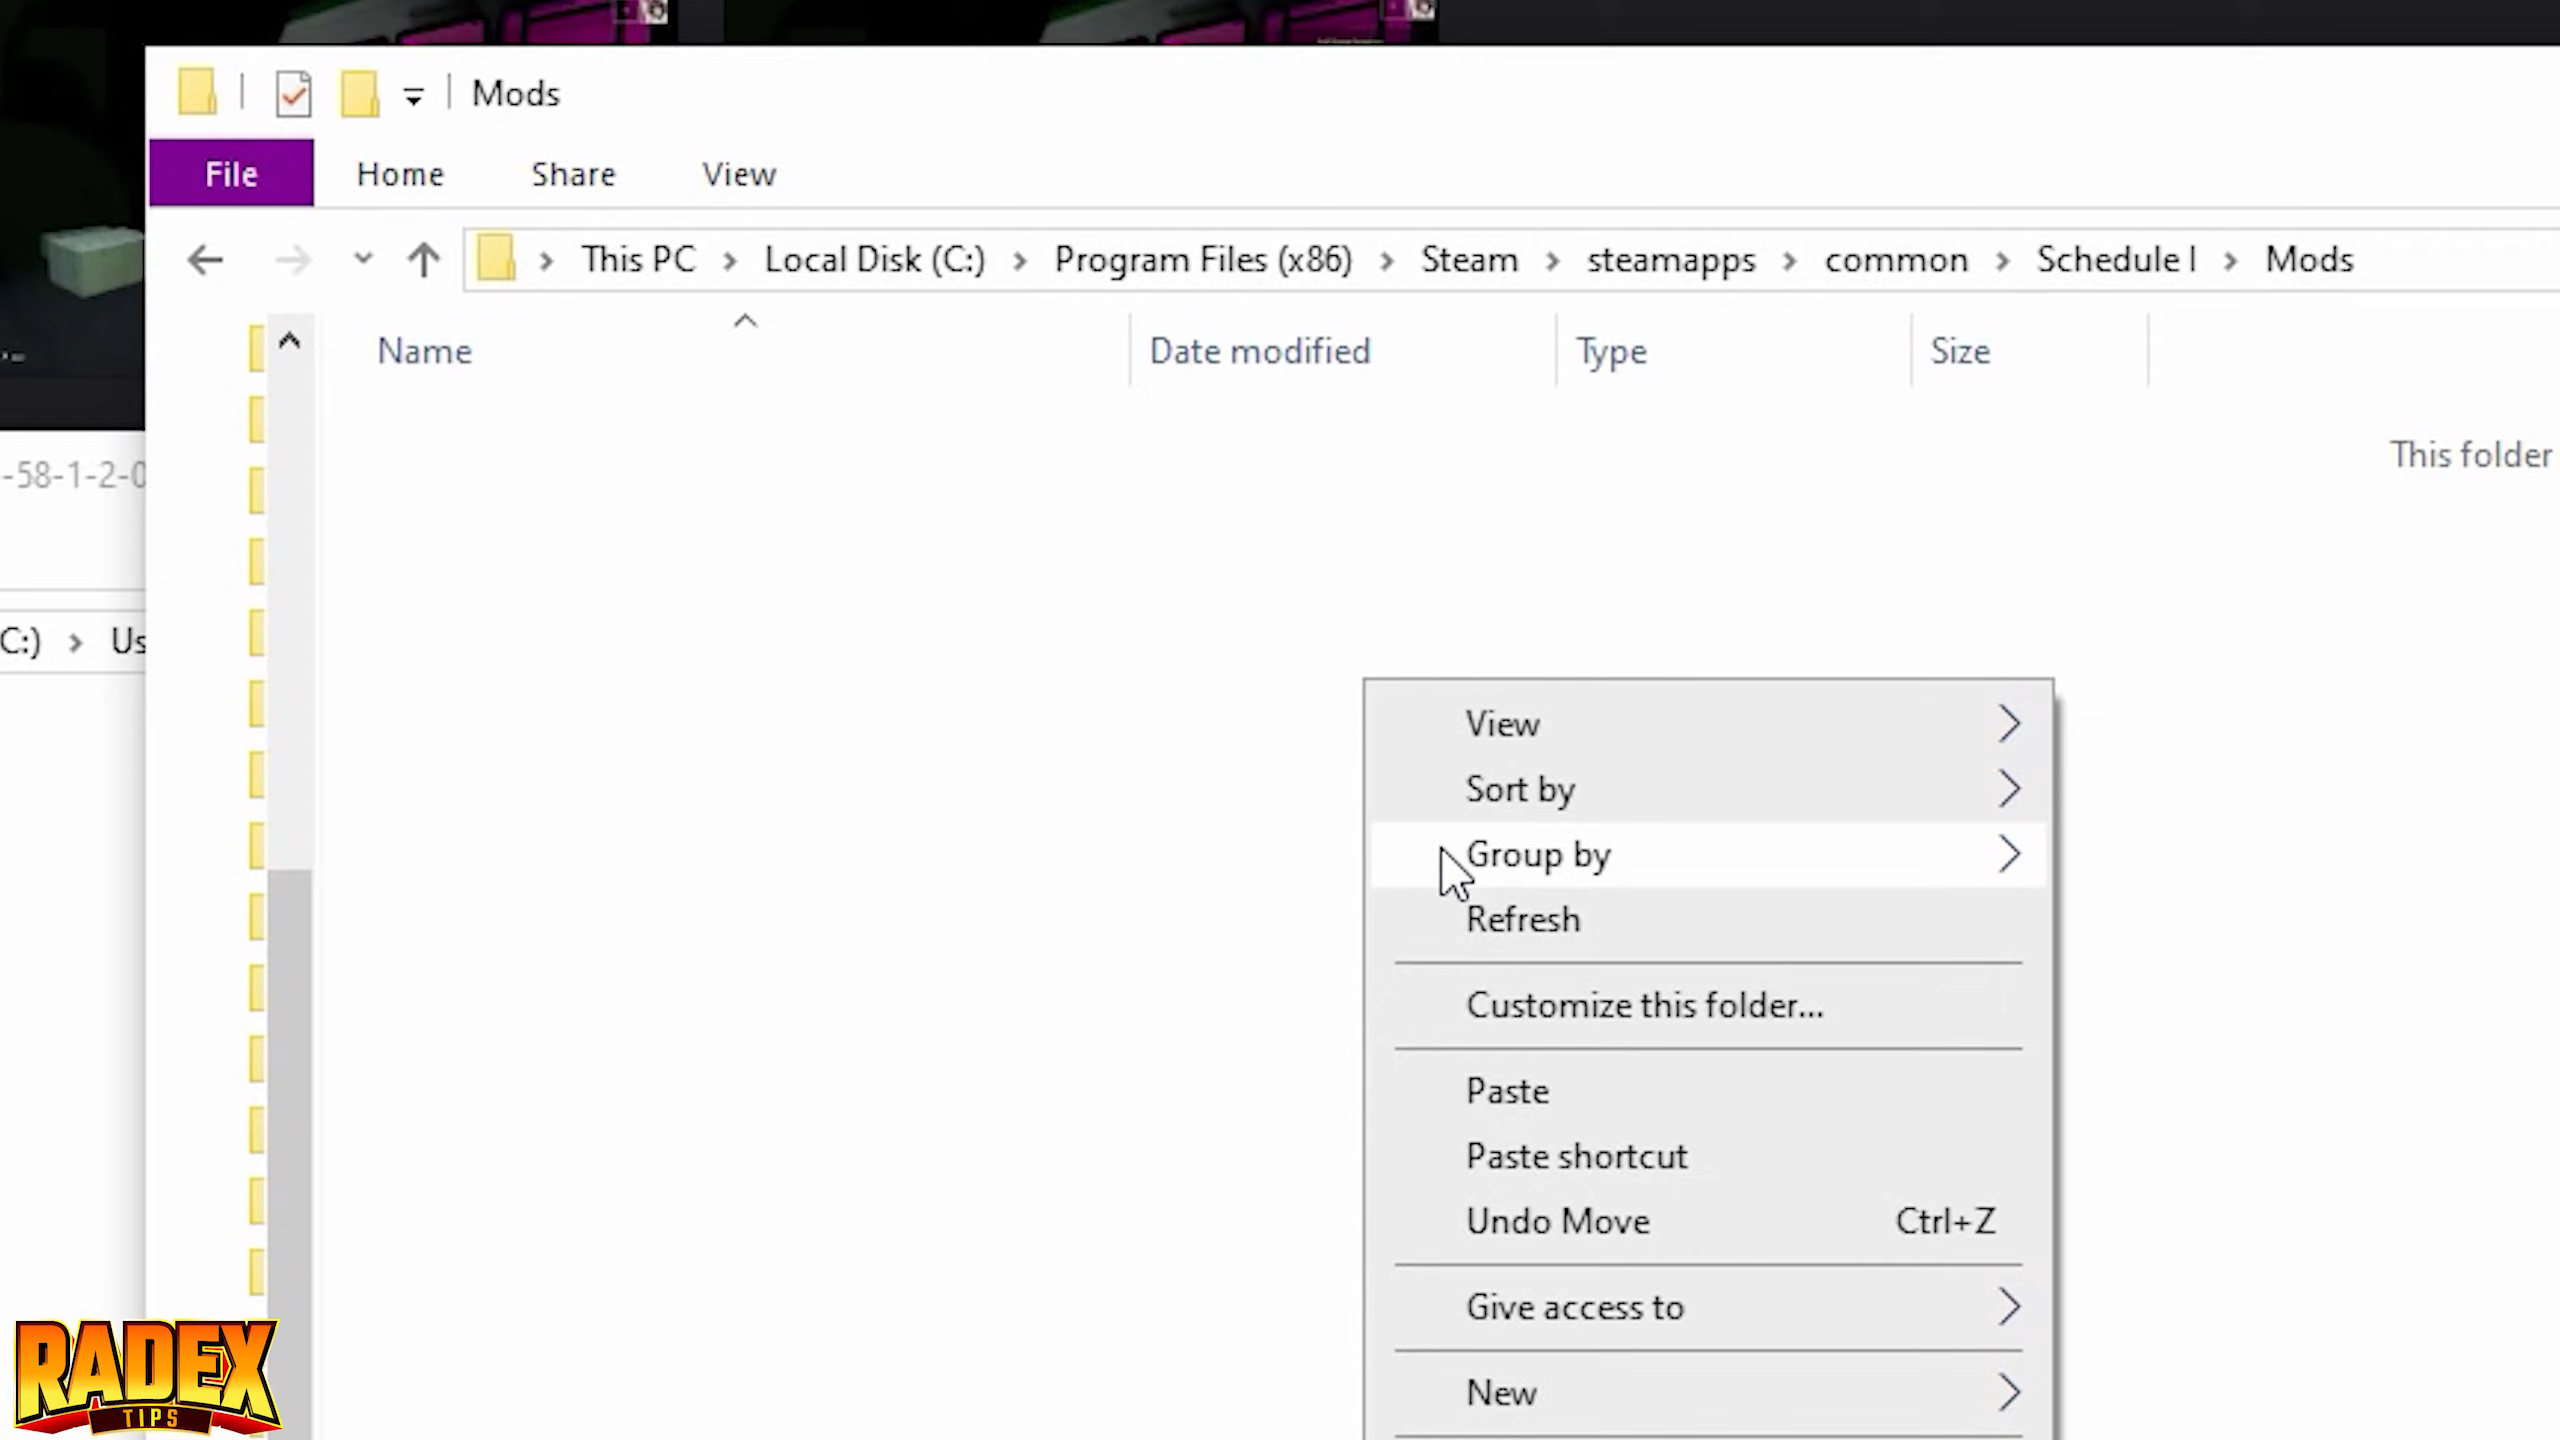 Mods
File Home Share View
This PC Local Disk (C:) Program Files (x86) Steam steamapps common Schedule I Mods
Name Date modified Type Size
This folder
-58-1-2-0
C:) Us
View
Sort by
Group by
Refresh
Customize this folder...
Paste
Paste shortcut
Undo Move Ctrl+Z
Give access to
New
RADEX
TIPS